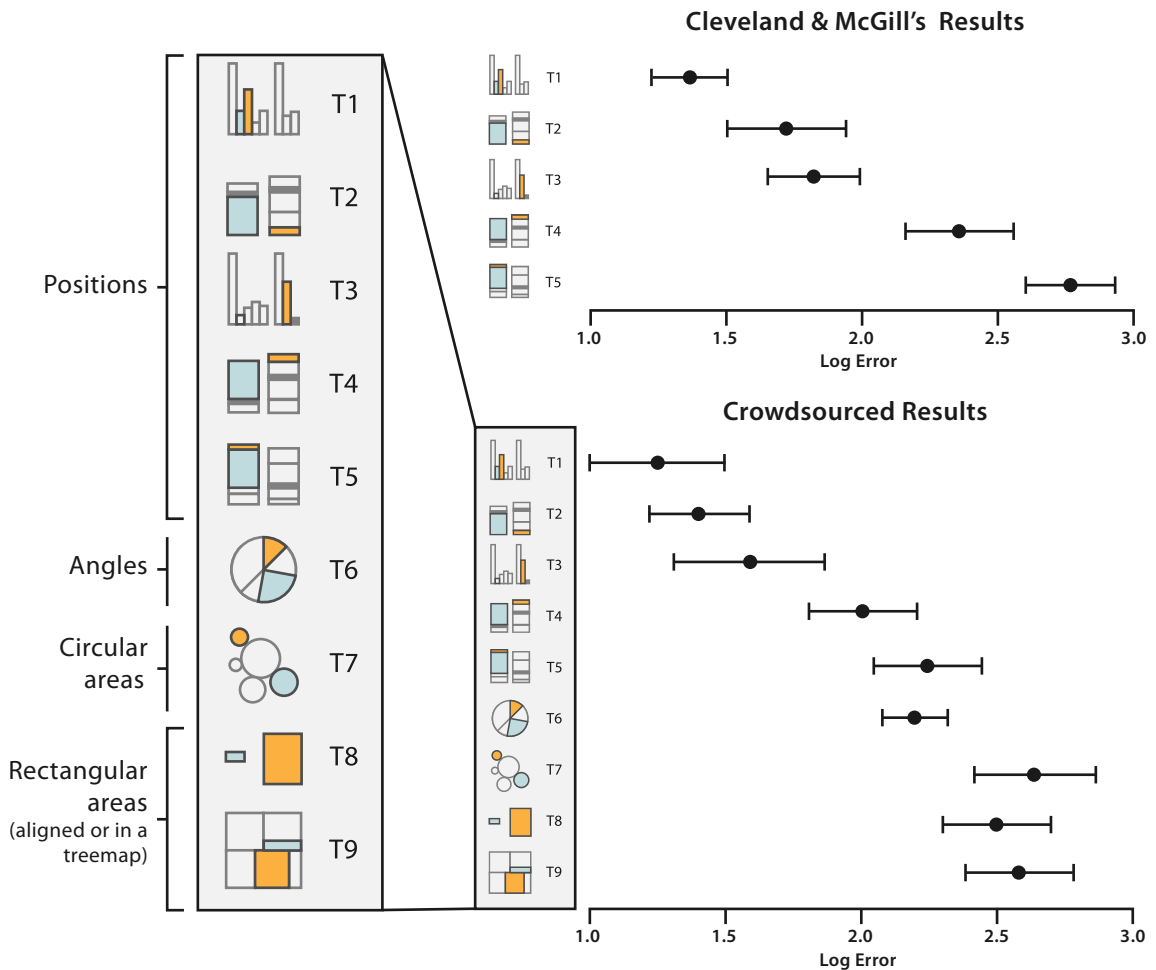 Cleveland & McGill's Results
Positions
Angles
Circular
areas
Rectangular
areas
(aligned or in a
treemap)
T1
T2
T3
T4
T5
T6
T7
T8
T9
T1
T2
T3
T4
T5
1.0 1.5 2.0 2.5 3.0
Log Error
Crowdsourced Results
T1
T2
T3
T4
T5
T6
T7
T8
T9
1.0 1.5 2.0 2.5 3.0
Log Error